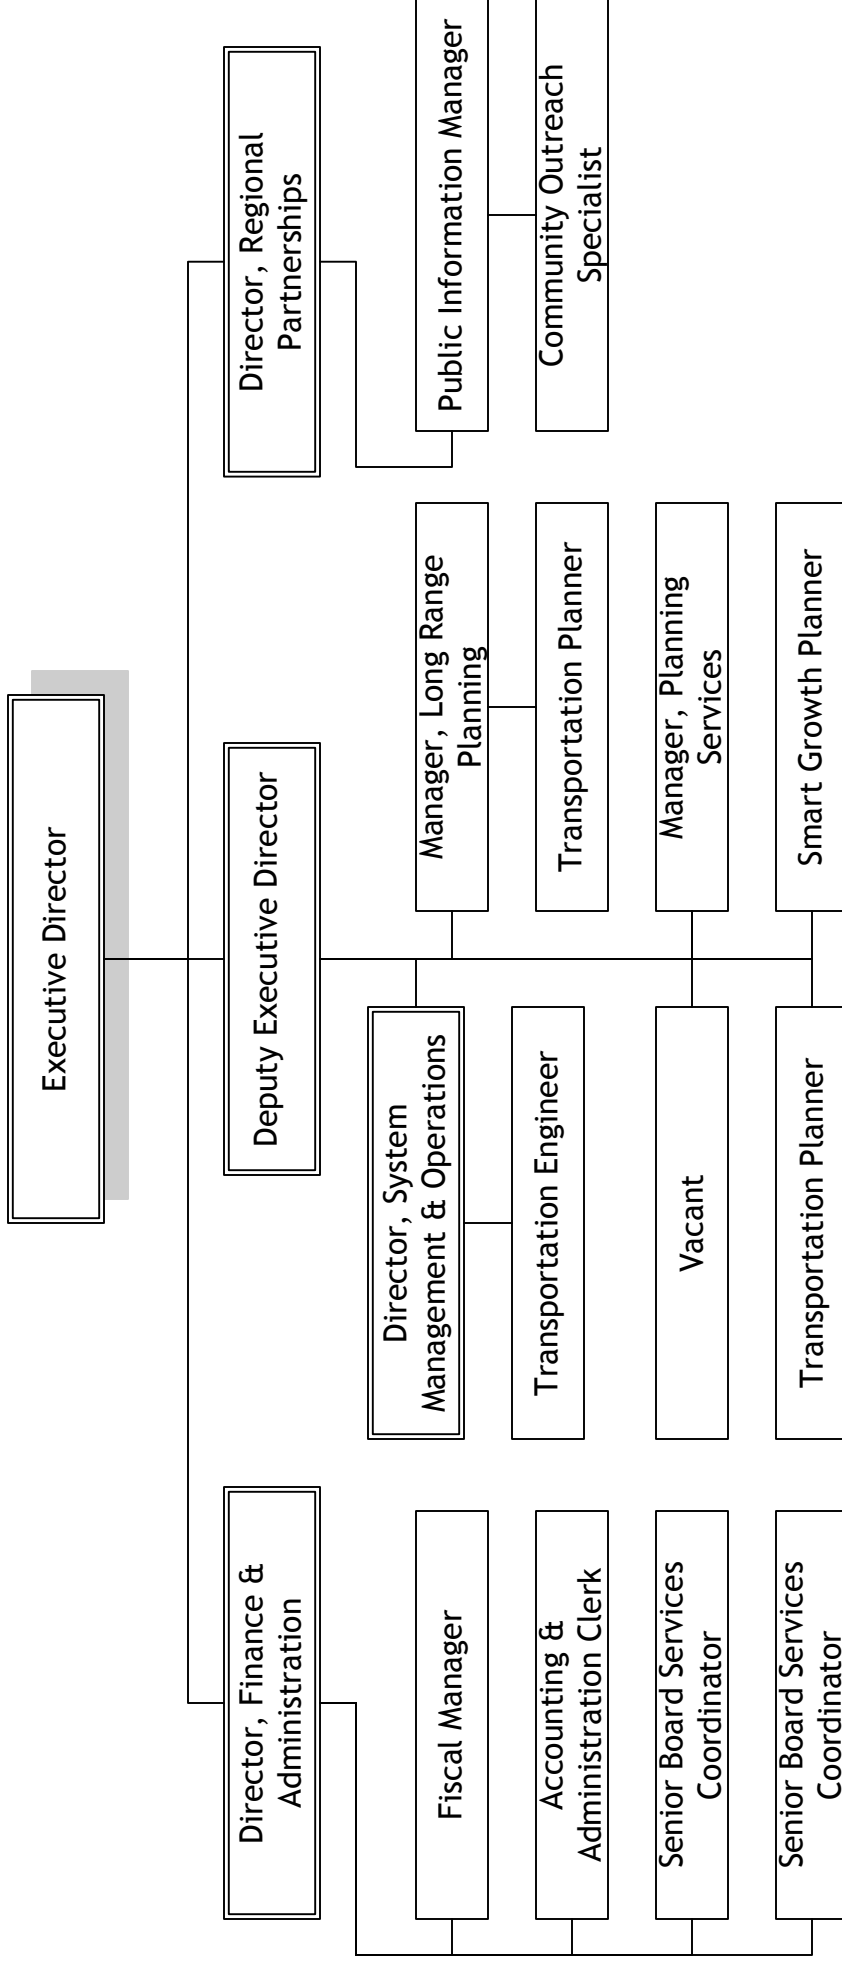 Executive Director
Director, Finance &
Administration
Deputy Executive Director
Director, Regional
Partnerships
Fiscal Manager
Accounting &
Administration Clerk
Senior Board Services
Coordinator
Senior Board Services
Coordinator
Director, System
Management & Operations
Transportation Engineer
Vacant
Transportation Planner
Manager, Long Range
Planning
Transportation Planner
Manager, Planning
Services
Smart Growth Planner
Public Information Manager
Community Outreach
Specialist